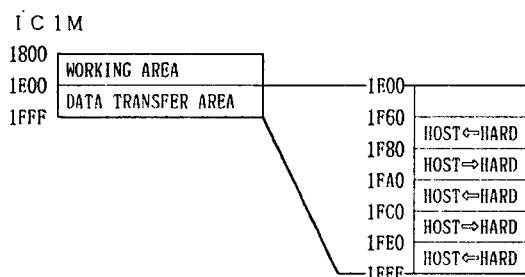 IC1M
1800
WORKING AREA
1E00
DATA TRANSFER AREA
1FFF
1E00
1F60
HOST⇦HARD
1F80
HOST⇨HARD
1FA0
HOST⇦HARD
1FC0
HOST⇨HARD
1FE0
HOST⇦HARD
1FFF